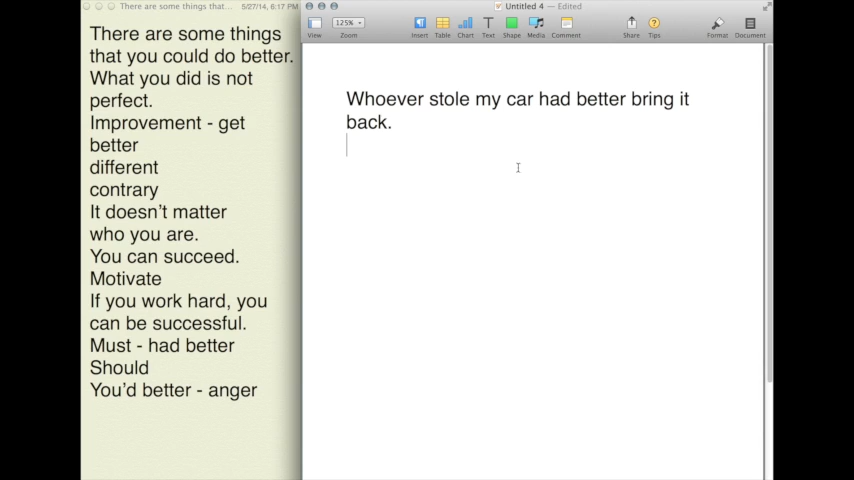 There are some things that...
5/27/14, 6:17 PM
There are some things
that you could do better.
What you did is not
perfect.
Improvement - get
better
different
contrary
It doesn't matter
who you are.
You can succeed.
Motivate
If you work hard, you
can be successful.
Must - had better
Should
You'd better - anger
Untitled 4 — Edited
125%
View
Zoom
Insert
Table
Chart
Text
Shape
Media
Comment
Share
Tips
Format
Document
Whoever stole my car had better bring it
back.